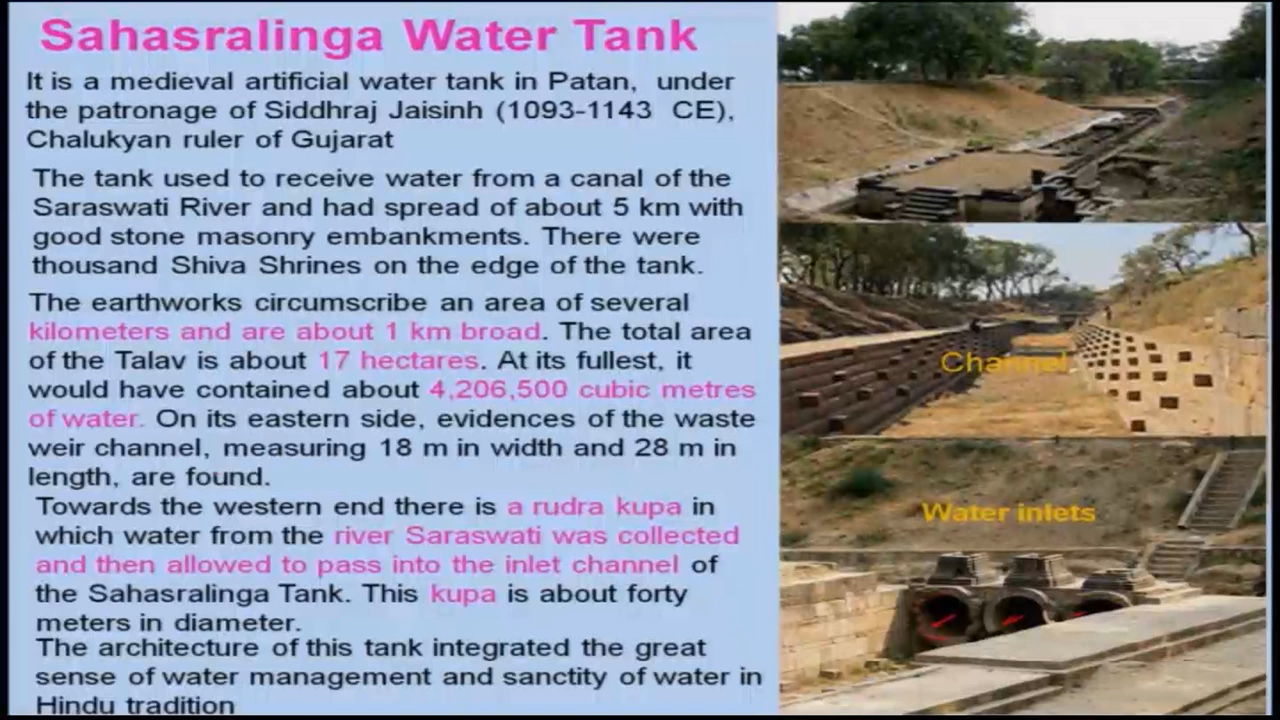 Sahasralinga Water Tank
It is a medieval artificial water tank in Patan, under
the patronage of Siddhraj Jaisinh (1093-1143 CE),
Chalukyan ruler of Gujarat
The tank used to receive water from a canal of the
Saraswati River and had spread of about 5 km with
good stone masonry embankments. There were
thousand Shiva Shrines on the edge of the tank.
The earthworks circumscribe an area of several
kilometers and are about 1 km broad. The total area
of the Talav is about 17 hectares. At its fullest, it
would have contained about 4,206,500 cubic metres
of water. On its eastern side, evidences of the waste
weir channel, measuring 18 m in width and 28 m in
length, are found.
Towards the western end there is a rudra kupa in
which water from the river Saraswati was collected
and then allowed to pass into the inlet channel of
the Sahasralinga Tank. This kupa is about forty
meters in diameter.
The architecture of this tank integrated the great
sense of water management and sanctity of water in
Hindu tradition
Channel
Water inlets